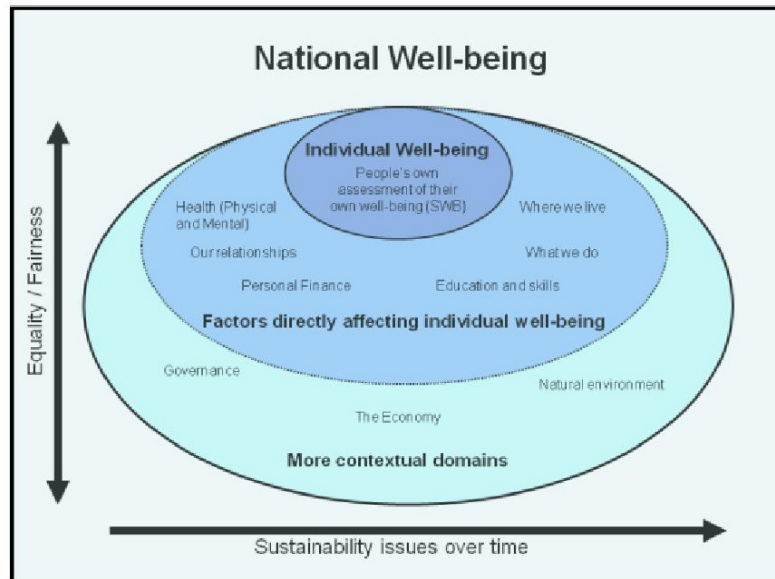 National Well-being
Individual Well-being
People's own
assessment of their
own well-being (SWB)
Health (Physical
and Mental)
Where we live
Our relationships
What we do
Personal Finance
Education and skills
Factors directly affecting individual well-being
Governance
Natural environment
The Economy
More contextual domains
Equality / Fairness
Sustainability issues over time